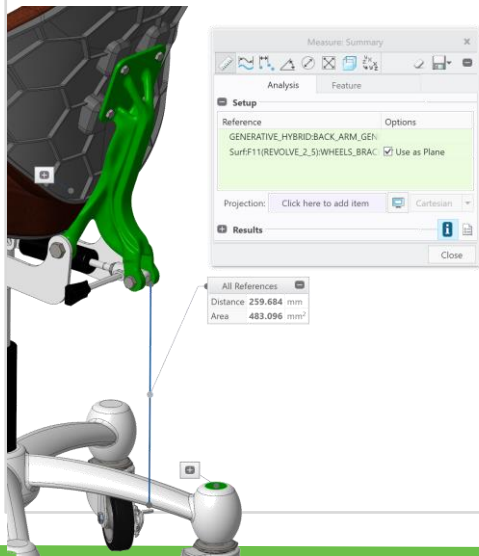 Measure: Summary
Analysis Feature
Setup
Reference Options
GENERATIVE_HYBRID:BACK_ARM_GEN
Surf:F11(REVOLVE_2_5):WHEELS_BRAC Use as Plane
Projection: Click here to add item Cartesian
Results
Close
All References
Distance 259.684 mm
Area 483.096 mm²